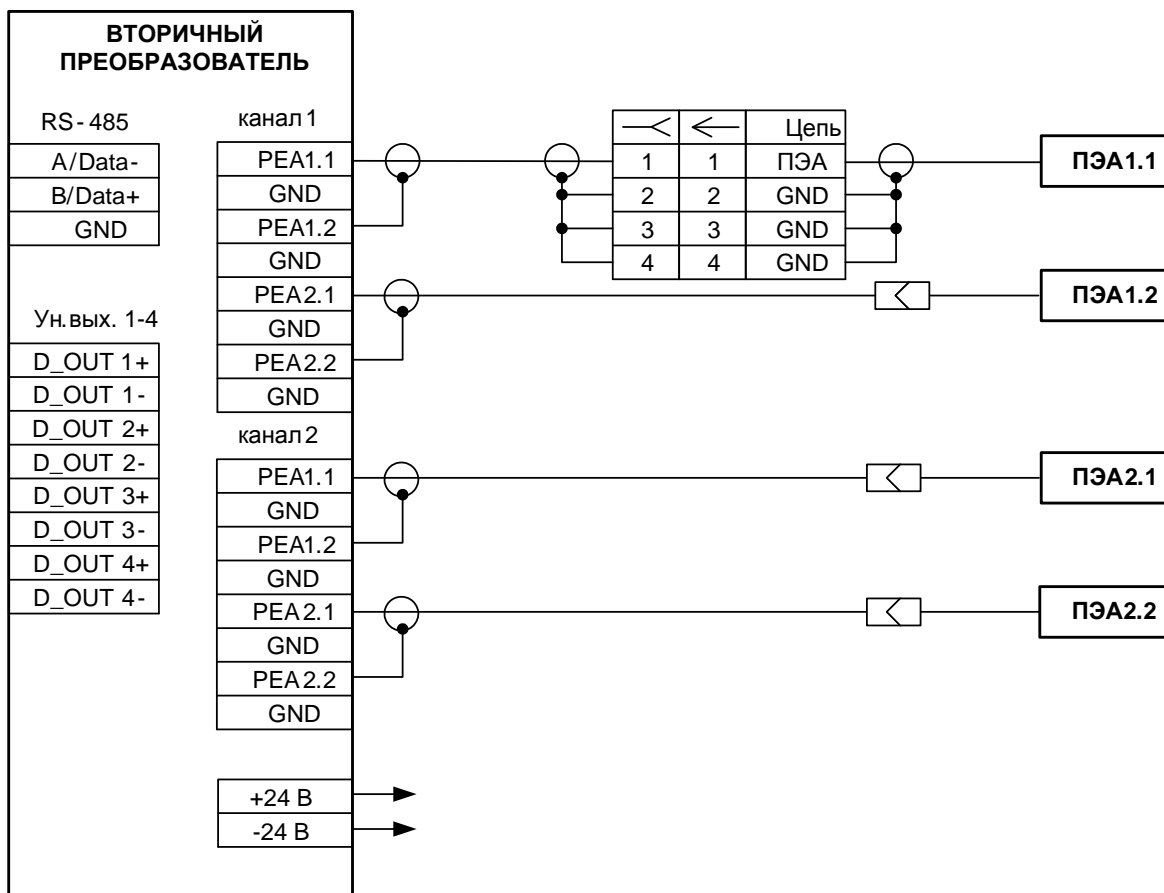 ВТОРИЧНЫЙ
ПРЕОБРАЗОВАТЕЛЬ
RS-485
A/Data-
B/Data+
GND
Ун.вых. 1-4
D_OUT 1+
D_OUT 1-
D_OUT 2+
D_OUT 2-
D_OUT 3+
D_OUT 3-
D_OUT 4+
D_OUT 4-
канал 1
PEA1.1
GND
PEA1.2
GND
PEA2.1
GND
PEA2.2
GND
канал 2
PEA1.1
GND
PEA1.2
GND
PEA2.1
GND
PEA2.2
GND
+24 В
-24 В
Цепь
1 1 ПЭА
2 2 GND
3 3 GND
4 4 GND
ПЭА1.1
ПЭА1.2
ПЭА2.1
ПЭА2.2